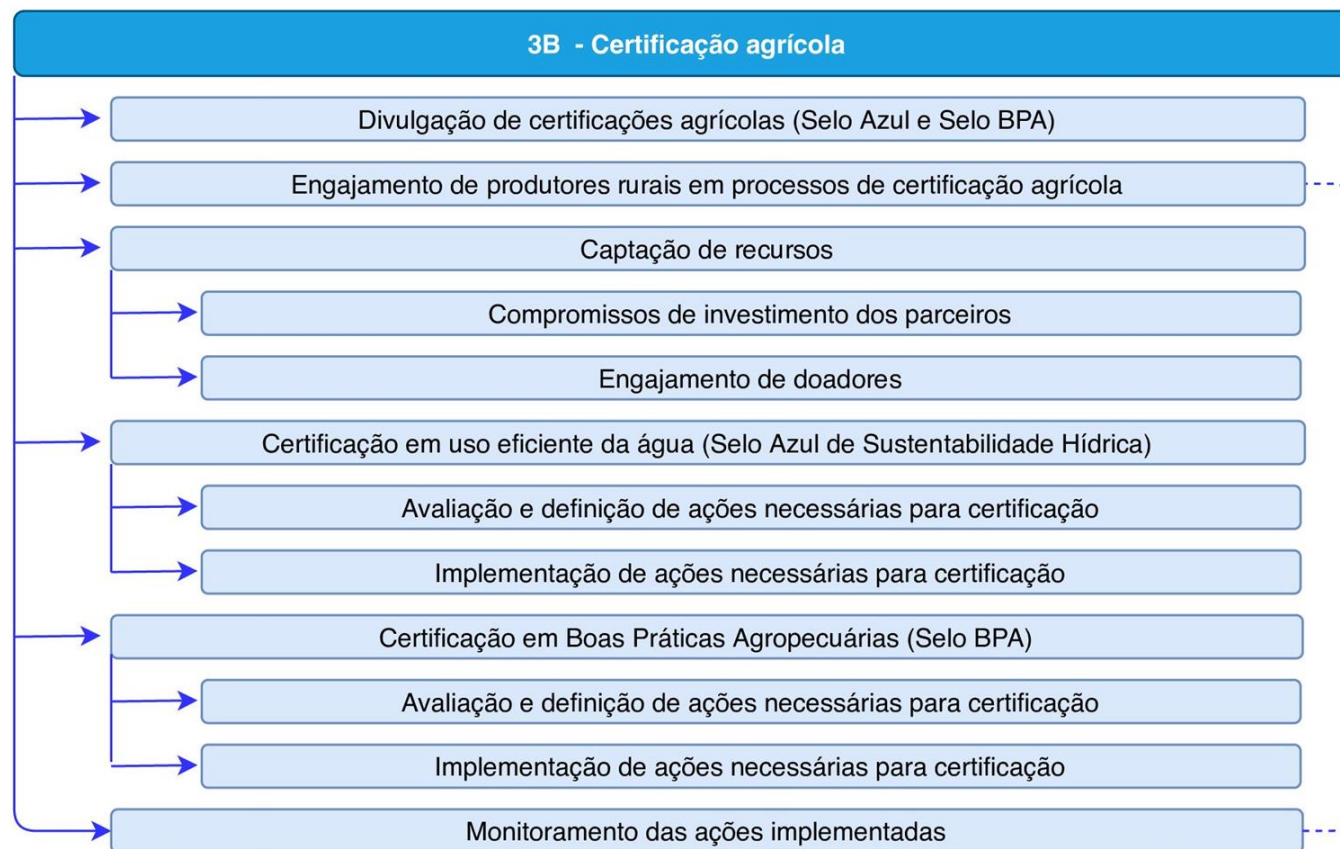 3B - Certificação agrícola
Divulgação de certificações agrícolas (Selo Azul e Selo BPA)
Engajamento de produtores rurais em processos de certificação agrícola
Captação de recursos
Compromissos de investimento dos parceiros
Engajamento de doadores
Certificação em uso eficiente da água (Selo Azul de Sustentabilidade Hídrica)
Avaliação e definição de ações necessárias para certificação
Implementação de ações necessárias para certificação
Certificação em Boas Práticas Agropecuárias (Selo BPA)
Avaliação e definição de ações necessárias para certificação
Implementação de ações necessárias para certificação
Monitoramento das ações implementadas